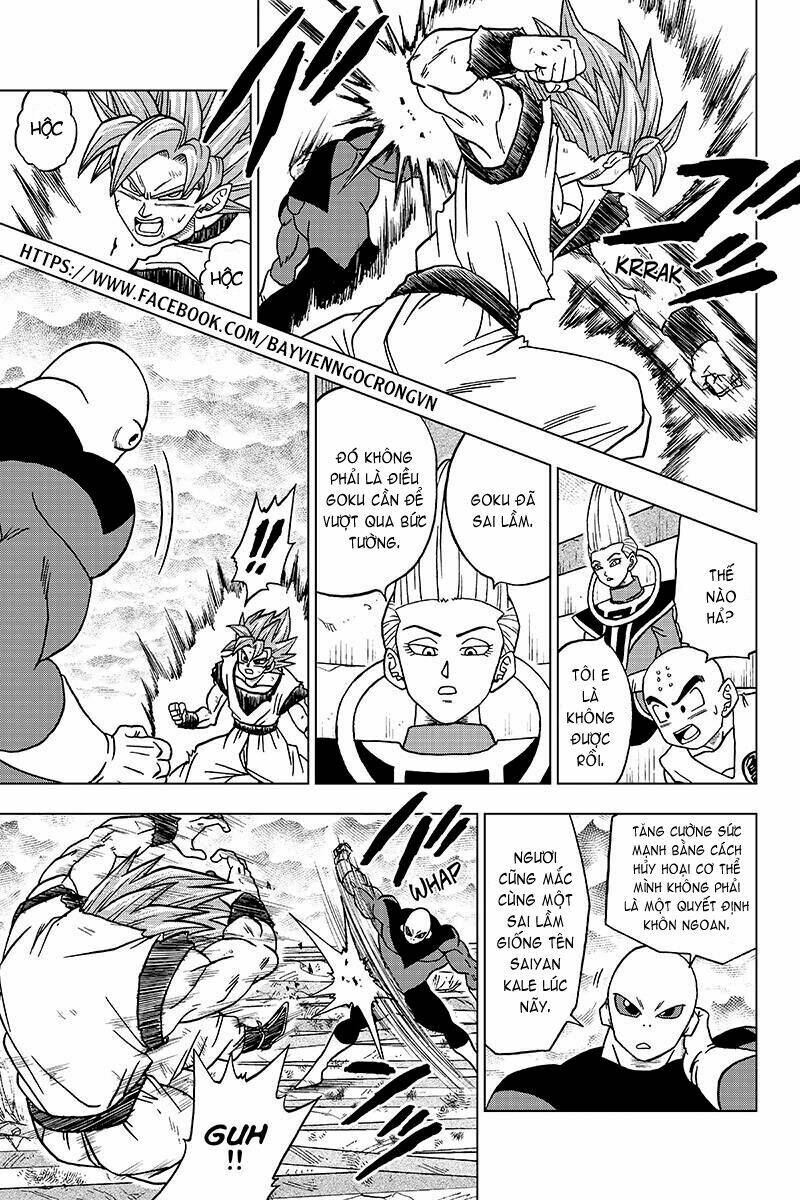 KRRAK
HỘC
HỘC
HTTPS://WWW.FACEBOOK.COM/BAYVIENNGOCRONGVN
THẾ
NÀO
HẢ?
TÔI E
LÀ
KHÔNG
ĐƯỢC
RỒI.
GOKU ĐÃ
SAI LẦM.
ĐÓ KHÔNG
PHẢI LÀ ĐIỀU
GOKU CẦN ĐỂ
VƯỢT QUA BỨC
TƯỜNG.
!!
TĂNG CƯỜNG SỨC
MẠNH BẰNG CÁCH
HỦY HOẠI CƠ THỂ
MÌNH KHÔNG PHẢI
LÀ MỘT QUYẾT ĐỊNH
KHÔN NGOAN.
NGƯƠI
CŨNG MẮC
CÙNG MỘT
SAI LẦM
GIỐNG TÊN
SAIYAN
KALE LÚC
NÃY.
WHAP
GUH
!!